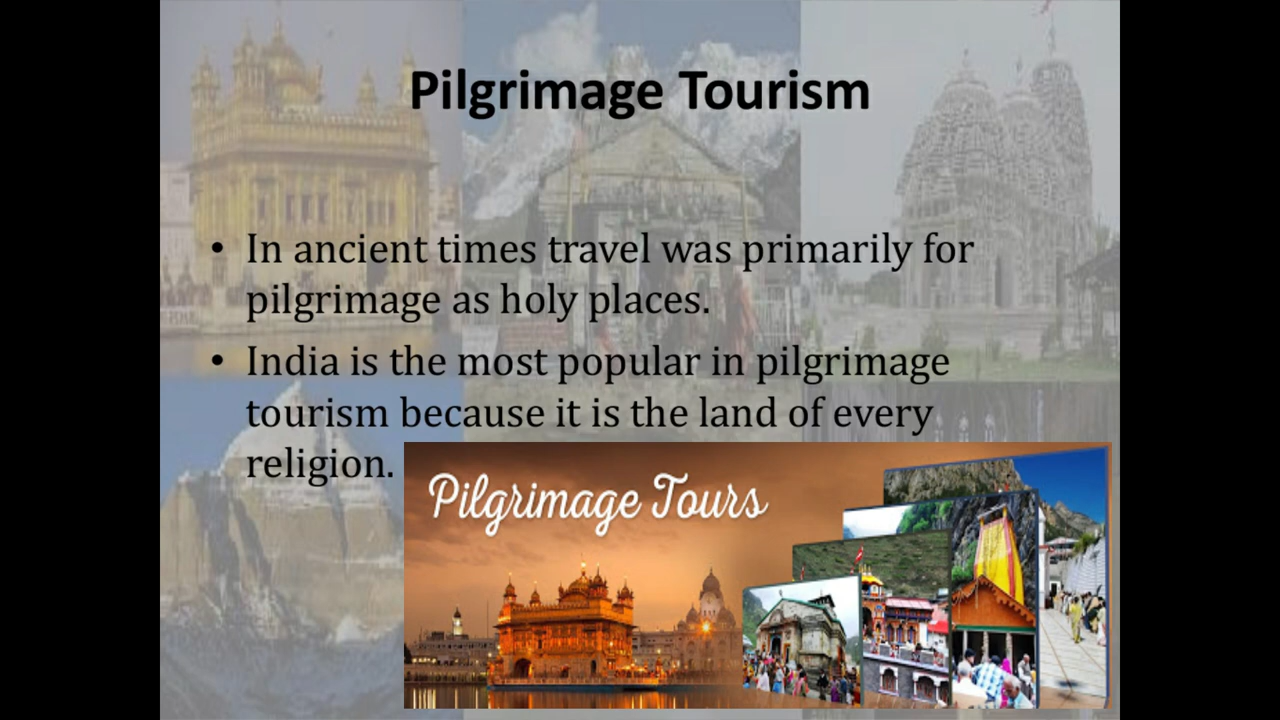 Pilgrimage Tourism
• In ancient times travel was primarily for
pilgrimage as holy places.
• India is the most popular in pilgrimage
tourism because it is the land of every
religion.
Pilgrimage Tours